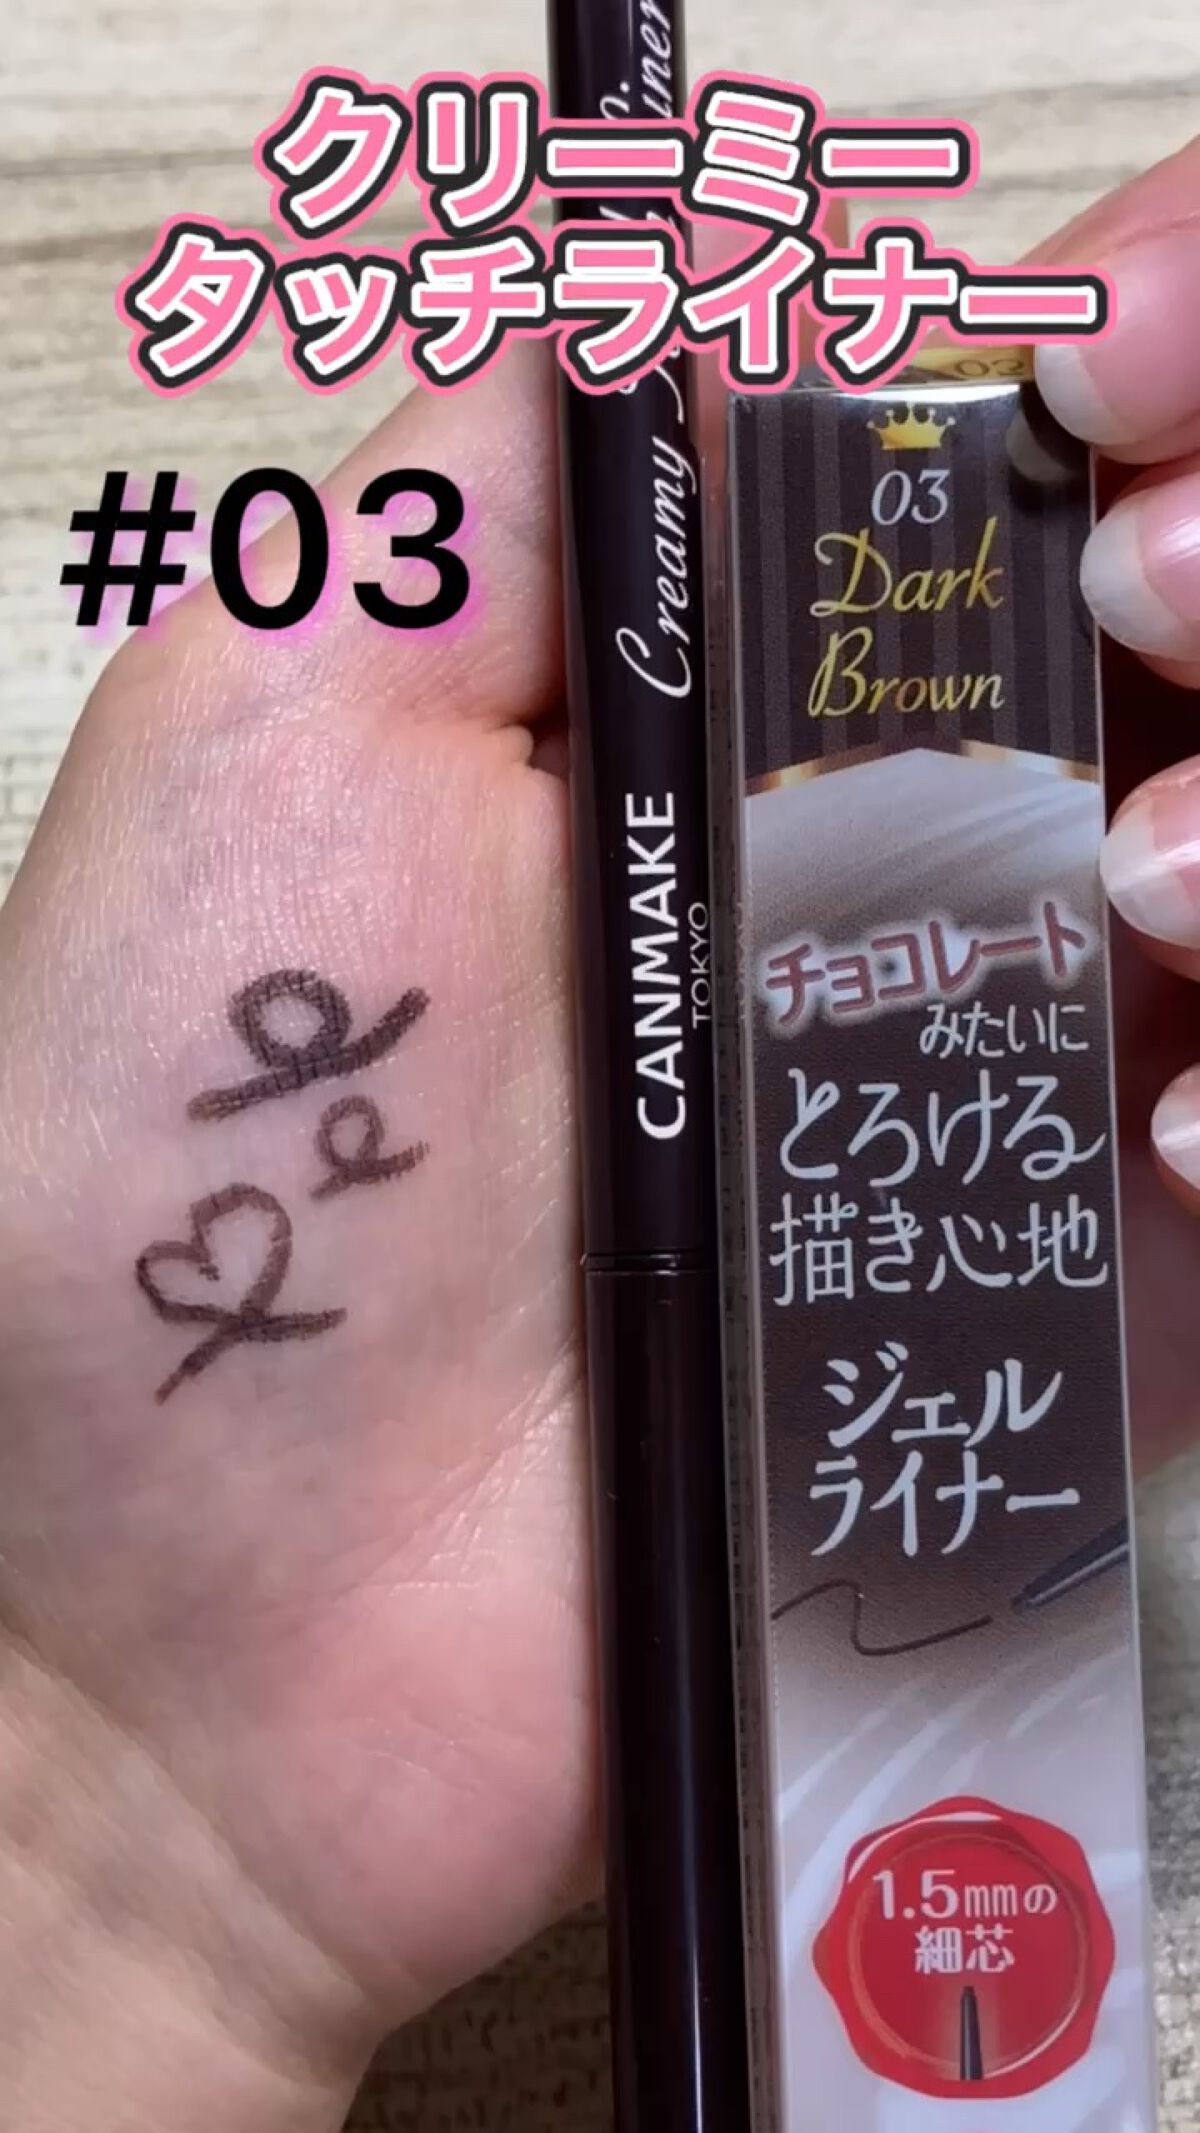 クリーミー
タッチライナー
#03
Creamy
CANMAKE
TOKYO
03
03
Dark
Brown
チョコレート
みたいに
とろける
描き心地
ジェル
ライナー
1.5mmの
細芯